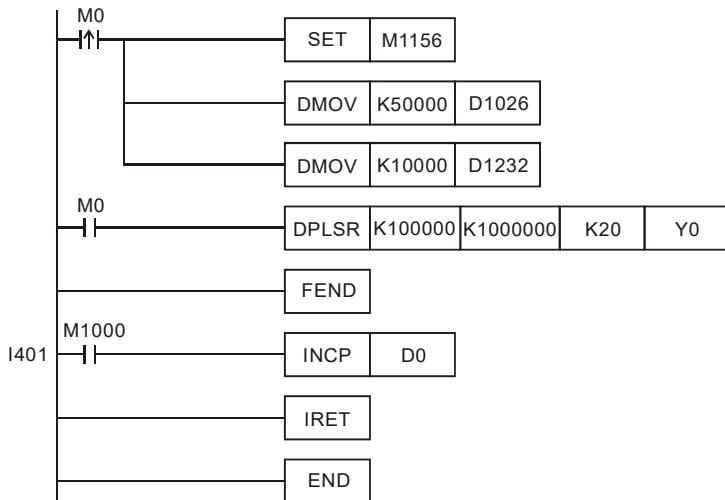 M0
SET M1156
DMOV K50000 D1026
DMOV K10000 D1232
M0
DPLSR K100000 K1000000 K20 Y0
FEND
M1000
I401 INCP D0
IRET
END